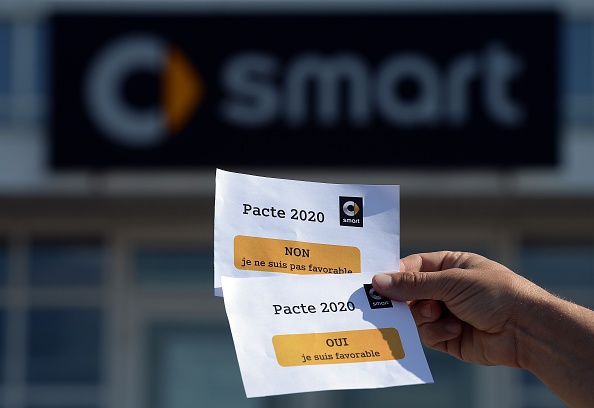 smart
Pacte 2020
smart
NON
je ne suis pas favorable
Pacte 2020
smart
OUI
je suis favorable